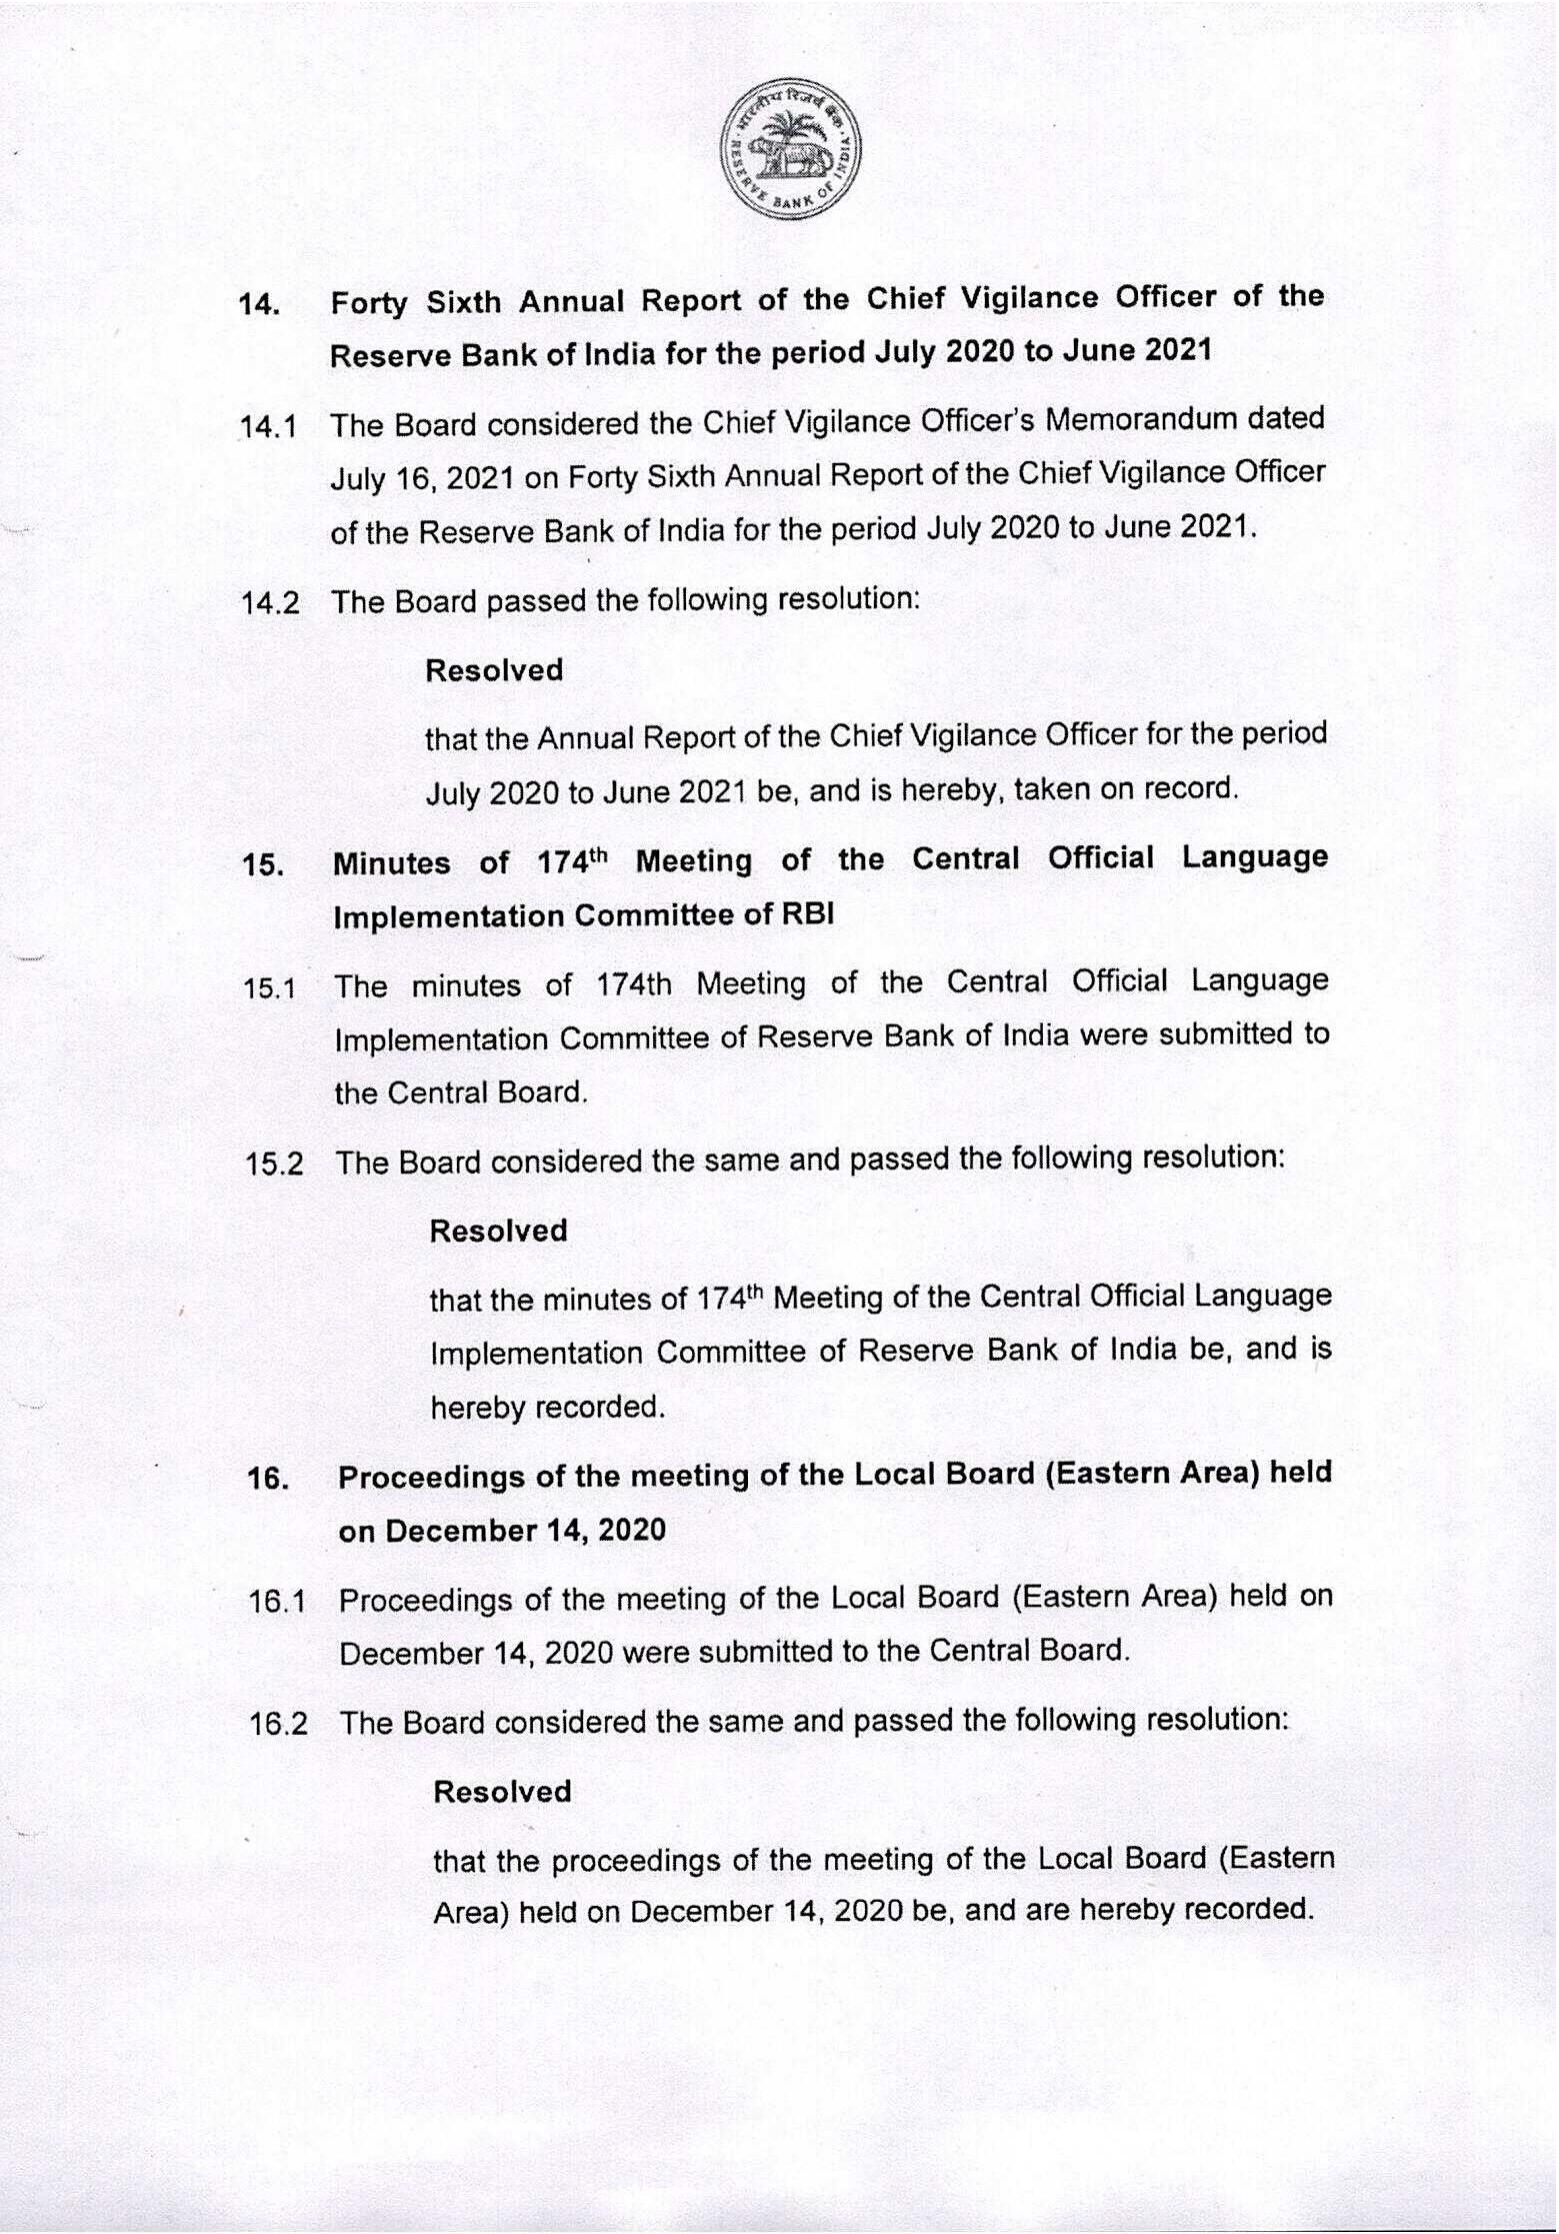 भारतीय रिज़र्व बैंक
RESERVE BANK OF INDIA
14. Forty Sixth Annual Report of the Chief Vigilance Officer of the
Reserve Bank of India for the period July 2020 to June 2021
14.1 The Board considered the Chief Vigilance Officer's Memorandum dated
July 16, 2021 on Forty Sixth Annual Report of the Chief Vigilance Officer
of the Reserve Bank of India for the period July 2020 to June 2021.
14.2 The Board passed the following resolution:
Resolved
that the Annual Report of the Chief Vigilance Officer for the period
July 2020 to June 2021 be, and is hereby, taken on record.
15. Minutes of 174th Meeting of the Central Official Language
Implementation Committee of RBI
15.1 The minutes of 174th Meeting of the Central Official Language
Implementation Committee of Reserve Bank of India were submitted to
the Central Board.
15.2 The Board considered the same and passed the following resolution:
Resolved
that the minutes of 174th Meeting of the Central Official Language
Implementation Committee of Reserve Bank of India be, and is
hereby recorded.
16. Proceedings of the meeting of the Local Board (Eastern Area) held
on December 14, 2020
16.1 Proceedings of the meeting of the Local Board (Eastern Area) held on
December 14, 2020 were submitted to the Central Board.
16.2 The Board considered the same and passed the following resolution:
Resolved
that the proceedings of the meeting of the Local Board (Eastern
Area) held on December 14, 2020 be, and are hereby recorded.